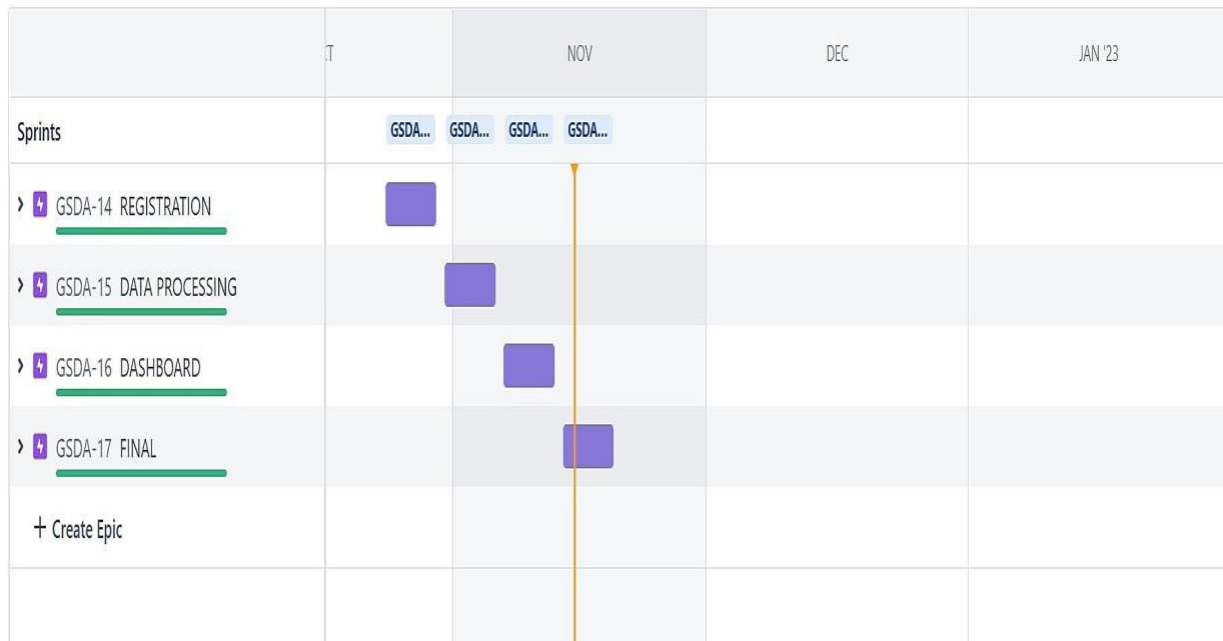 CT NOV DEC JAN '23
Sprints GSDA... GSDA... GSDA... GSDA...
GSDA-14 REGISTRATION
GSDA-15 DATA PROCESSING
GSDA-16 DASHBOARD
GSDA-17 FINAL
+ Create Epic